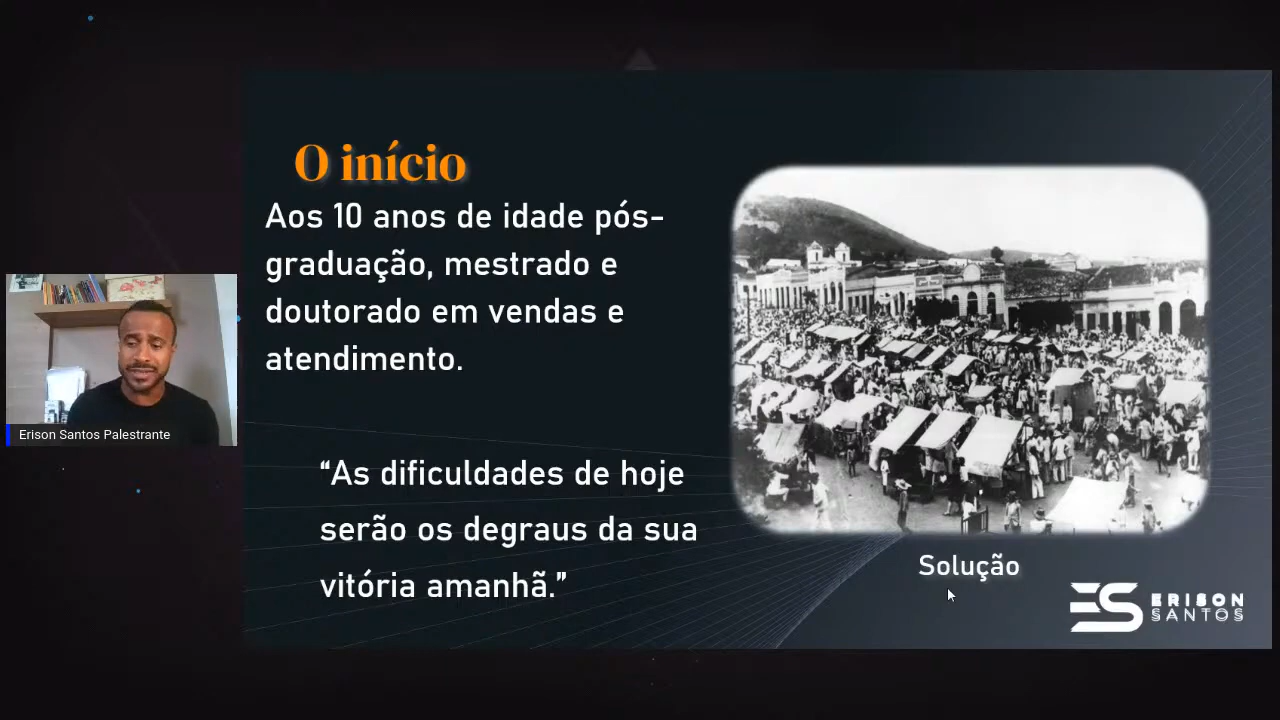 O início
Aos 10 anos de idade pós-
graduação, mestrado e
doutorado em vendas e
atendimento.
“As dificuldades de hoje
serão os degraus da sua
vitória amanhã.”
Solução
ES ERISON
SANTOS
Erison Santos Palestrante